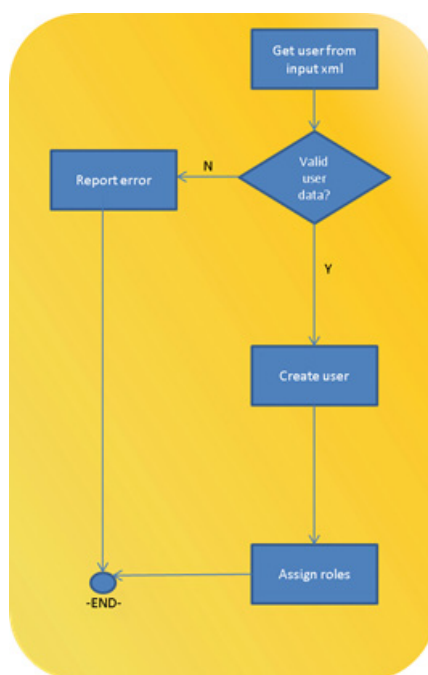 Get user from
input xml
Valid
user
data?
N
Report error
Y
Create user
Assign roles
-END-